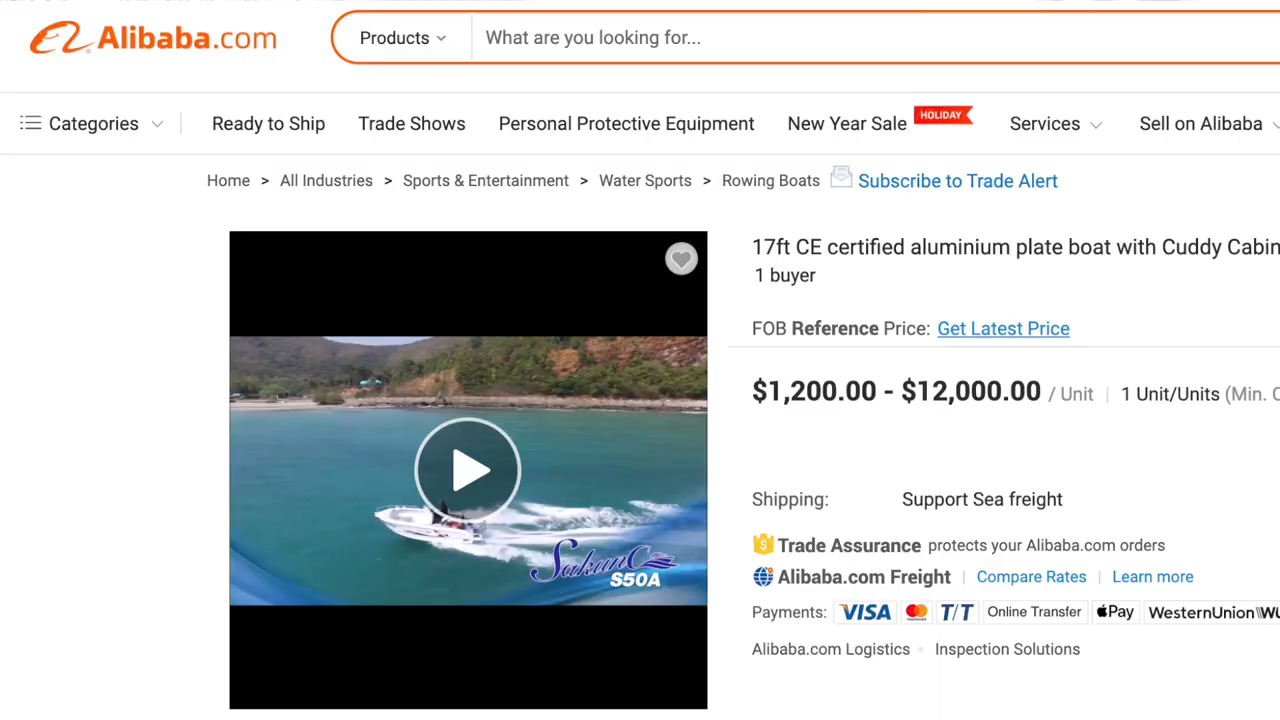 Alibaba.com
Products
What are you looking for...
Categories
Ready to Ship
Trade Shows
Personal Protective Equipment
New Year Sale
HOLIDAY
Services
Sell on Alibaba
Home > All Industries > Sports & Entertainment > Water Sports > Rowing Boats
Subscribe to Trade Alert
17ft CE certified aluminium plate boat with Cuddy Cabin
1 buyer
FOB Reference Price: Get Latest Price
$1,200.00 - $12,000.00 / Unit | 1 Unit/Units (Min.
Shipping: Support Sea freight
Trade Assurance protects your Alibaba.com orders
Alibaba.com Freight | Compare Rates | Learn more
Payments: VISA T/T Online Transfer Pay WesternUnion WU
Alibaba.com Logistics • Inspection Solutions
S50A